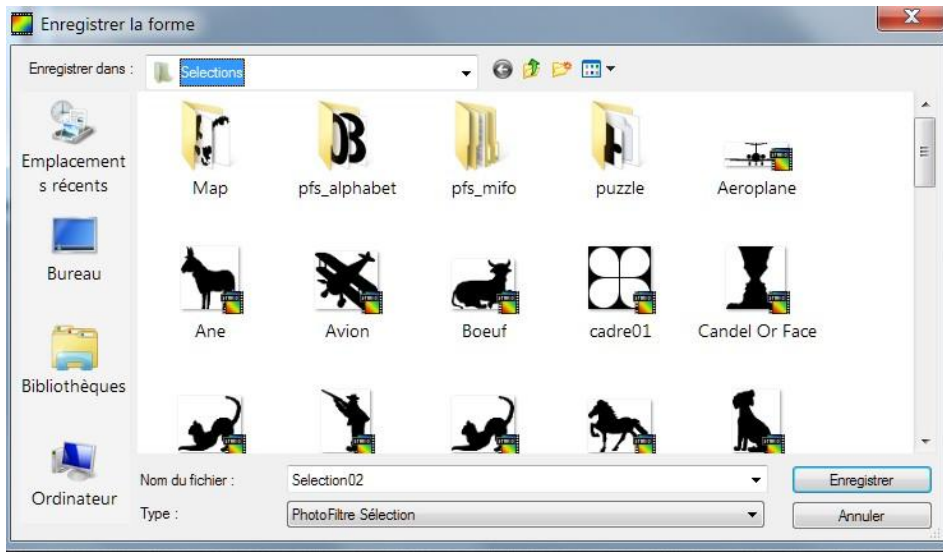 Enregistrer la forme
Enregistrer dans :
Selections
Emplacement
s récents
Bureau
Bibliothèques
Ordinateur
Map
pfs_alphabet
pfs_mifo
puzzle
Aeroplane
Ane
Avion
Boeuf
cadre01
Candel Or Face
Nom du fichier :
Selection02
Enregistrer
Type :
PhotoFiltre Sélection
Annuler